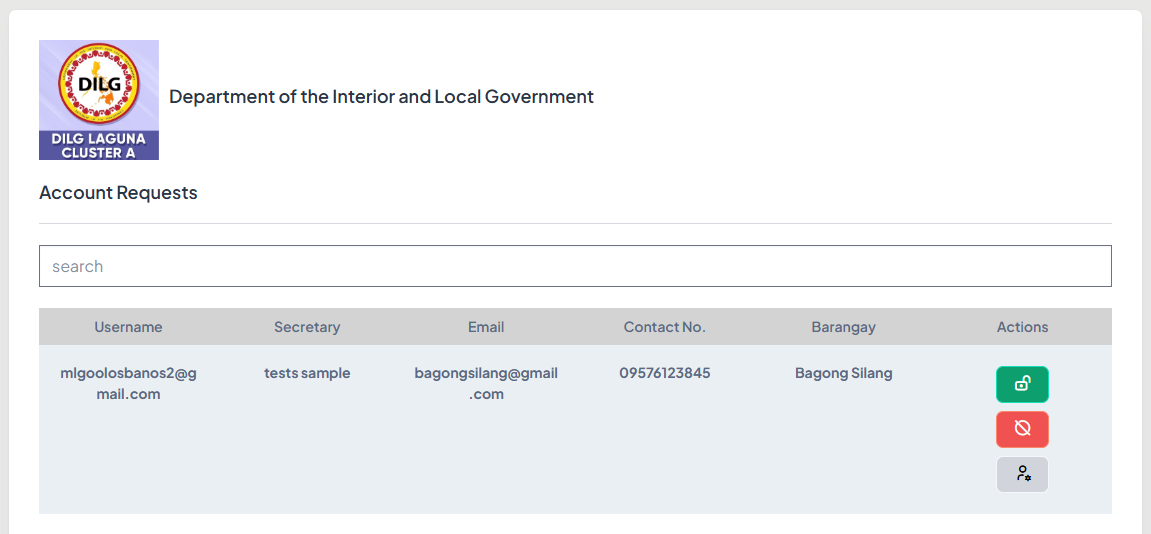 DILG
DILG LAGUNA
CLUSTER A
Department of the Interior and Local Government
Account Requests
search
Username Secretary Email Contact No. Barangay Actions
mlgoolosbanos2@g tests sample bagongsilang@gmail 09576123845 Bagong Silang
mail.com .com